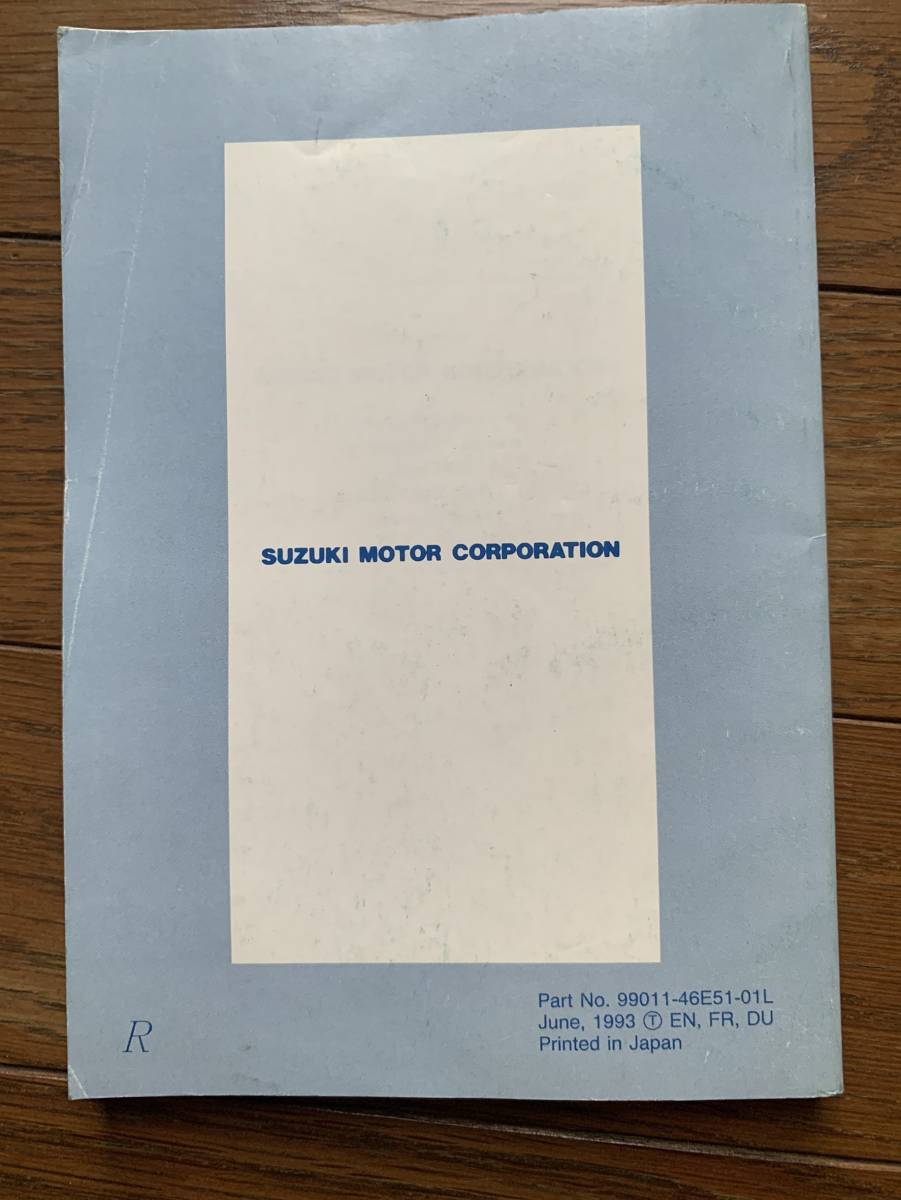 SUZUKI MOTOR CORPORATION
Part No. 99011-46E51-01L
June, 1993 Ⓣ EN, FR, DU
Printed in Japan
R